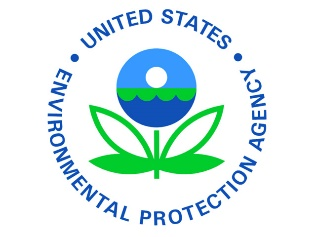 UNITED STATES
• ENVIRONMENTAL PROTECTION AGENCY •